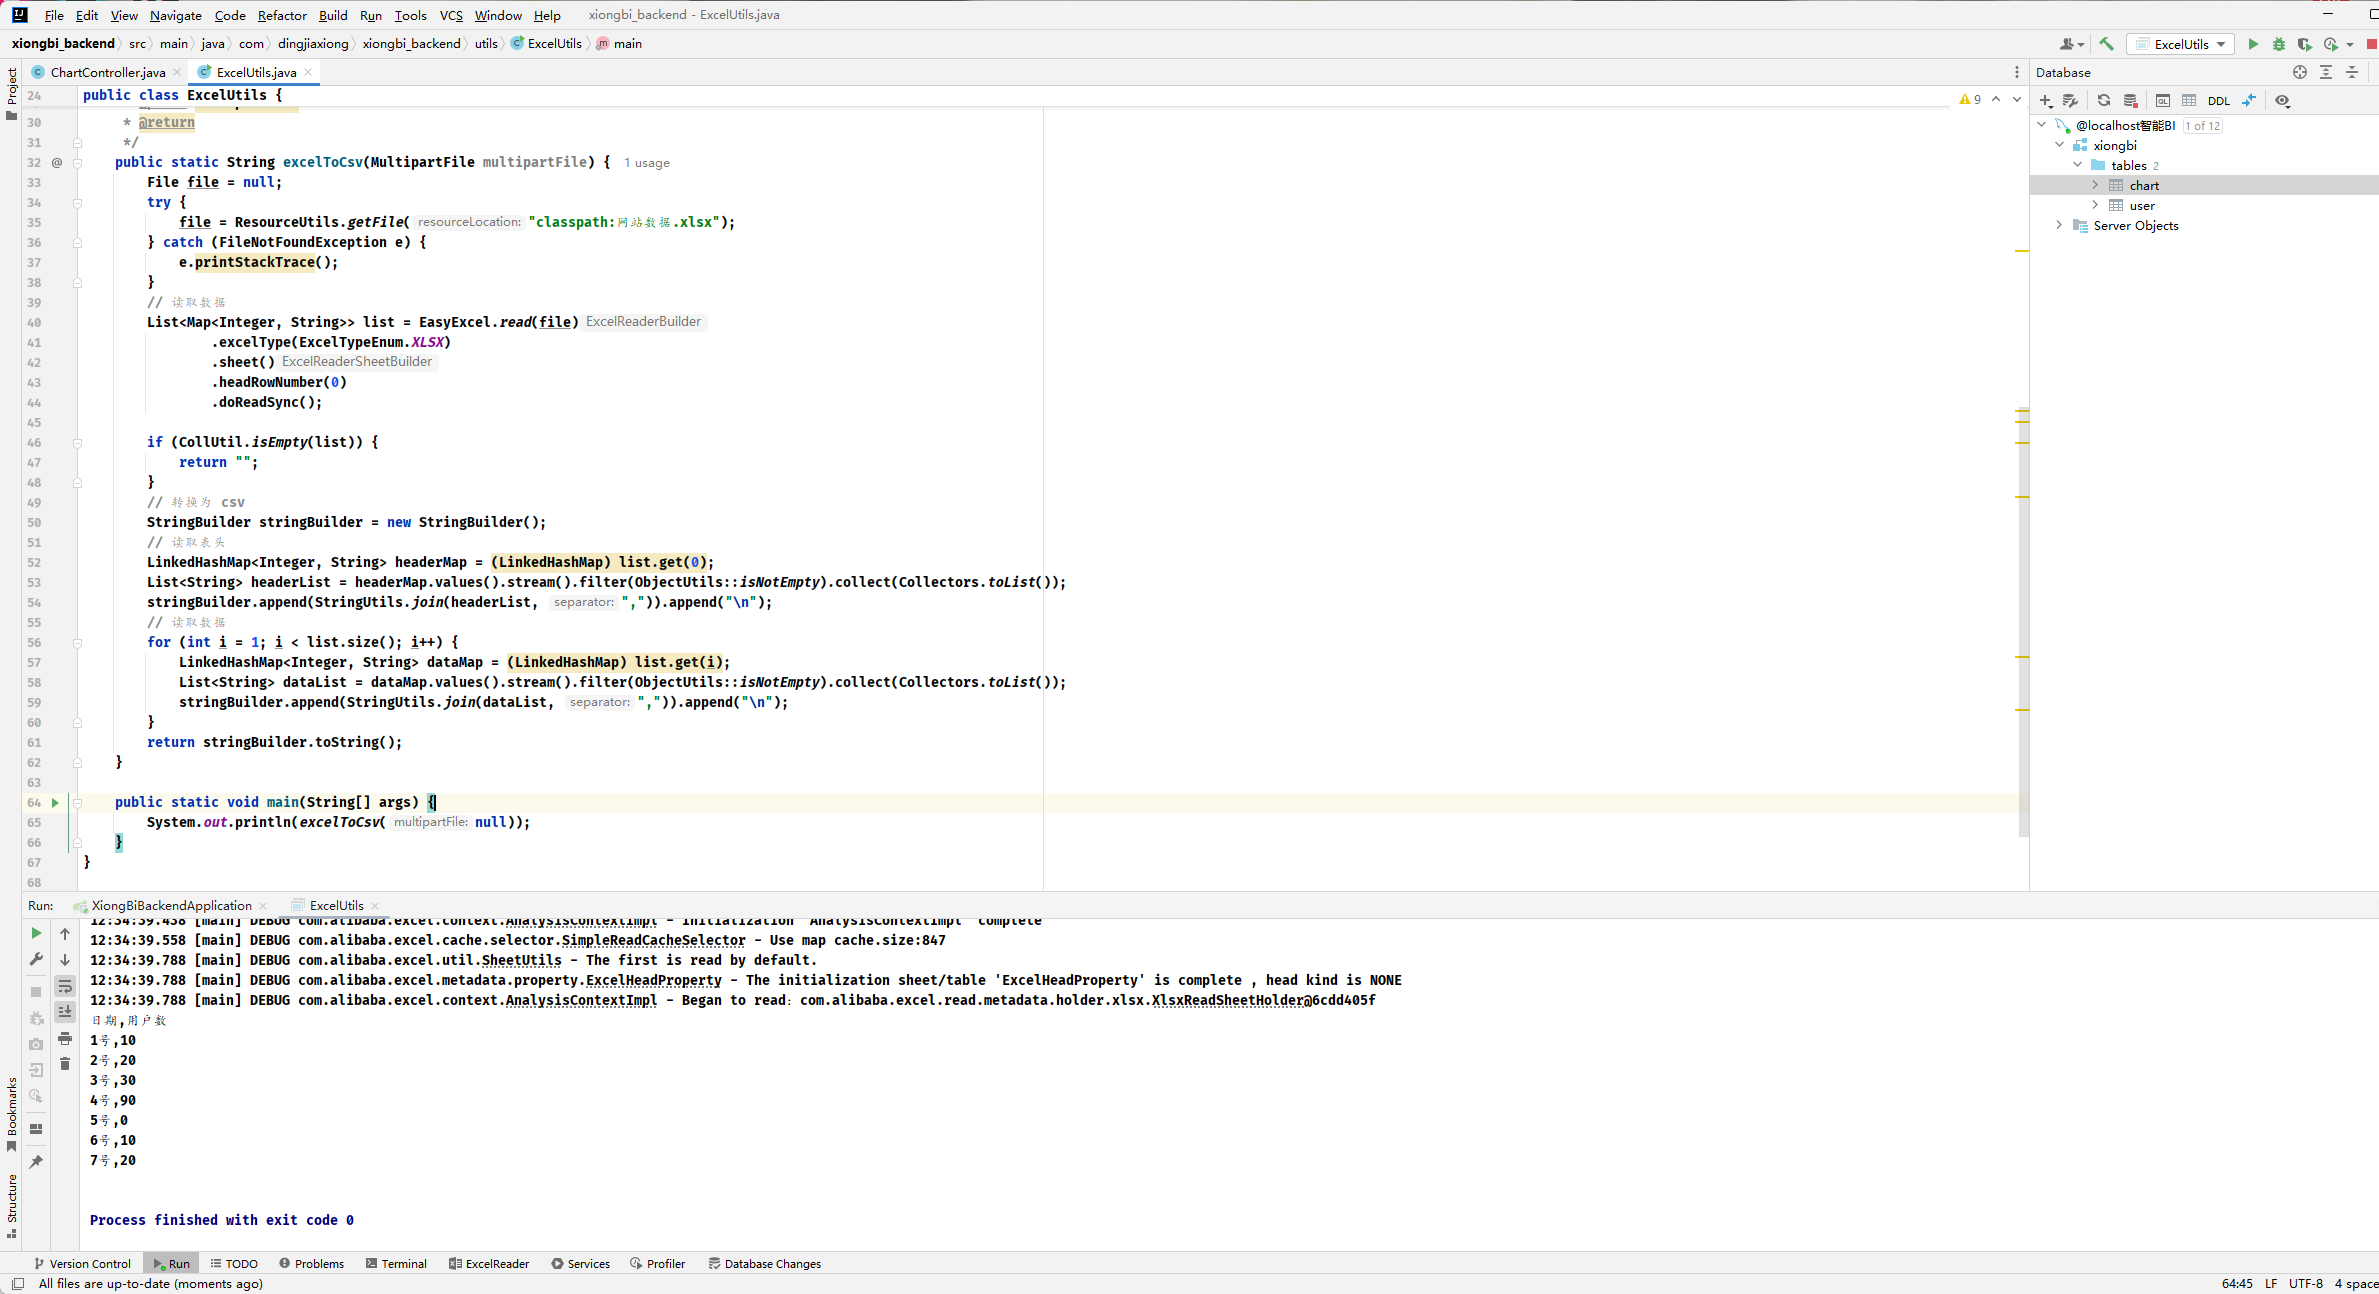 File Edit View Navigate Code Refactor Build Run Tools VCS Window Help xiongbi_backend - ExcelUtils.java
xiongbi_backend src main java com dingjiaxiong xiongbi_backend utils ExcelUtils main
ExcelUtils
Project
ChartController.java ExcelUtils.java
Database
24 public class ExcelUtils {
9
DDL
30 * @return
31 */
32 @ public static String excelToCsv(MultipartFile multipartFile) { 1 usage
33 File file = null;
34 try {
35 file = ResourceUtils.getFile( resourceLocation: "classpath:网站数据.xlsx");
36 } catch (FileNotFoundException e) {
37 e.printStackTrace();
38 }
39 // 读取数据
40 List<Map<Integer, String>> list = EasyExcel.read(file) ExcelReaderBuilder
41 .excelType(ExcelTypeEnum.XLSX)
42 .sheet() ExcelReaderSheetBuilder
43 .headRowNumber(0)
44 .doReadSync();
45
46 if (CollUtil.isEmpty(list)) {
47 return "";
48 }
49 // 转换为 csv
50 StringBuilder stringBuilder = new StringBuilder();
51 // 读取表头
52 LinkedHashMap<Integer, String> headerMap = (LinkedHashMap) list.get(0);
53 List<String> headerList = headerMap.values().stream().filter(ObjectUtils::isNotEmpty).collect(Collectors.toList());
54 stringBuilder.append(StringUtils.join(headerList, separator: ",")).append("\n");
55 // 读取数据
56 for (int i = 1; i < list.size(); i++) {
57 LinkedHashMap<Integer, String> dataMap = (LinkedHashMap) list.get(i);
58 List<String> dataList = dataMap.values().stream().filter(ObjectUtils::isNotEmpty).collect(Collectors.toList());
59 stringBuilder.append(StringUtils.join(dataList, separator: ",")).append("\n");
60 }
61 return stringBuilder.toString();
62 }
63
64 public static void main(String[] args) {
65 System.out.println(excelToCsv( multipartFile: null));
66 }
67 }
68
@localhost智能BI 1 of 12
xiongbi
tables 2
chart
user
Server Objects
Run: XiongBiBackendApplication ExcelUtils
12:34:39.438 [main] DEBUG com.alibaba.excel.context.AnalysisContextImpl - Initialization 'AnalysisContextImpl' complete
12:34:39.558 [main] DEBUG com.alibaba.excel.cache.selector.SimpleReadCacheSelector - Use map cache.size:847
12:34:39.788 [main] DEBUG com.alibaba.excel.util.SheetUtils - The first is read by default.
12:34:39.788 [main] DEBUG com.alibaba.excel.metadata.property.ExcelHeadProperty - The initialization sheet/table 'ExcelHeadProperty' is complete , head kind is NONE
12:34:39.788 [main] DEBUG com.alibaba.excel.context.AnalysisContextImpl - Began to read：com.alibaba.excel.read.metadata.holder.xlsx.XlsxReadSheetHolder@6cdd405f
日期,用户数
1号,10
2号,20
3号,30
4号,90
5号,0
6号,10
7号,20
Process finished with exit code 0
Bookmarks
Structure
Version Control Run TODO Problems Terminal ExcelReader Services Profiler Database Changes
All files are up-to-date (moments ago)
64:45 LF UTF-8 4 space